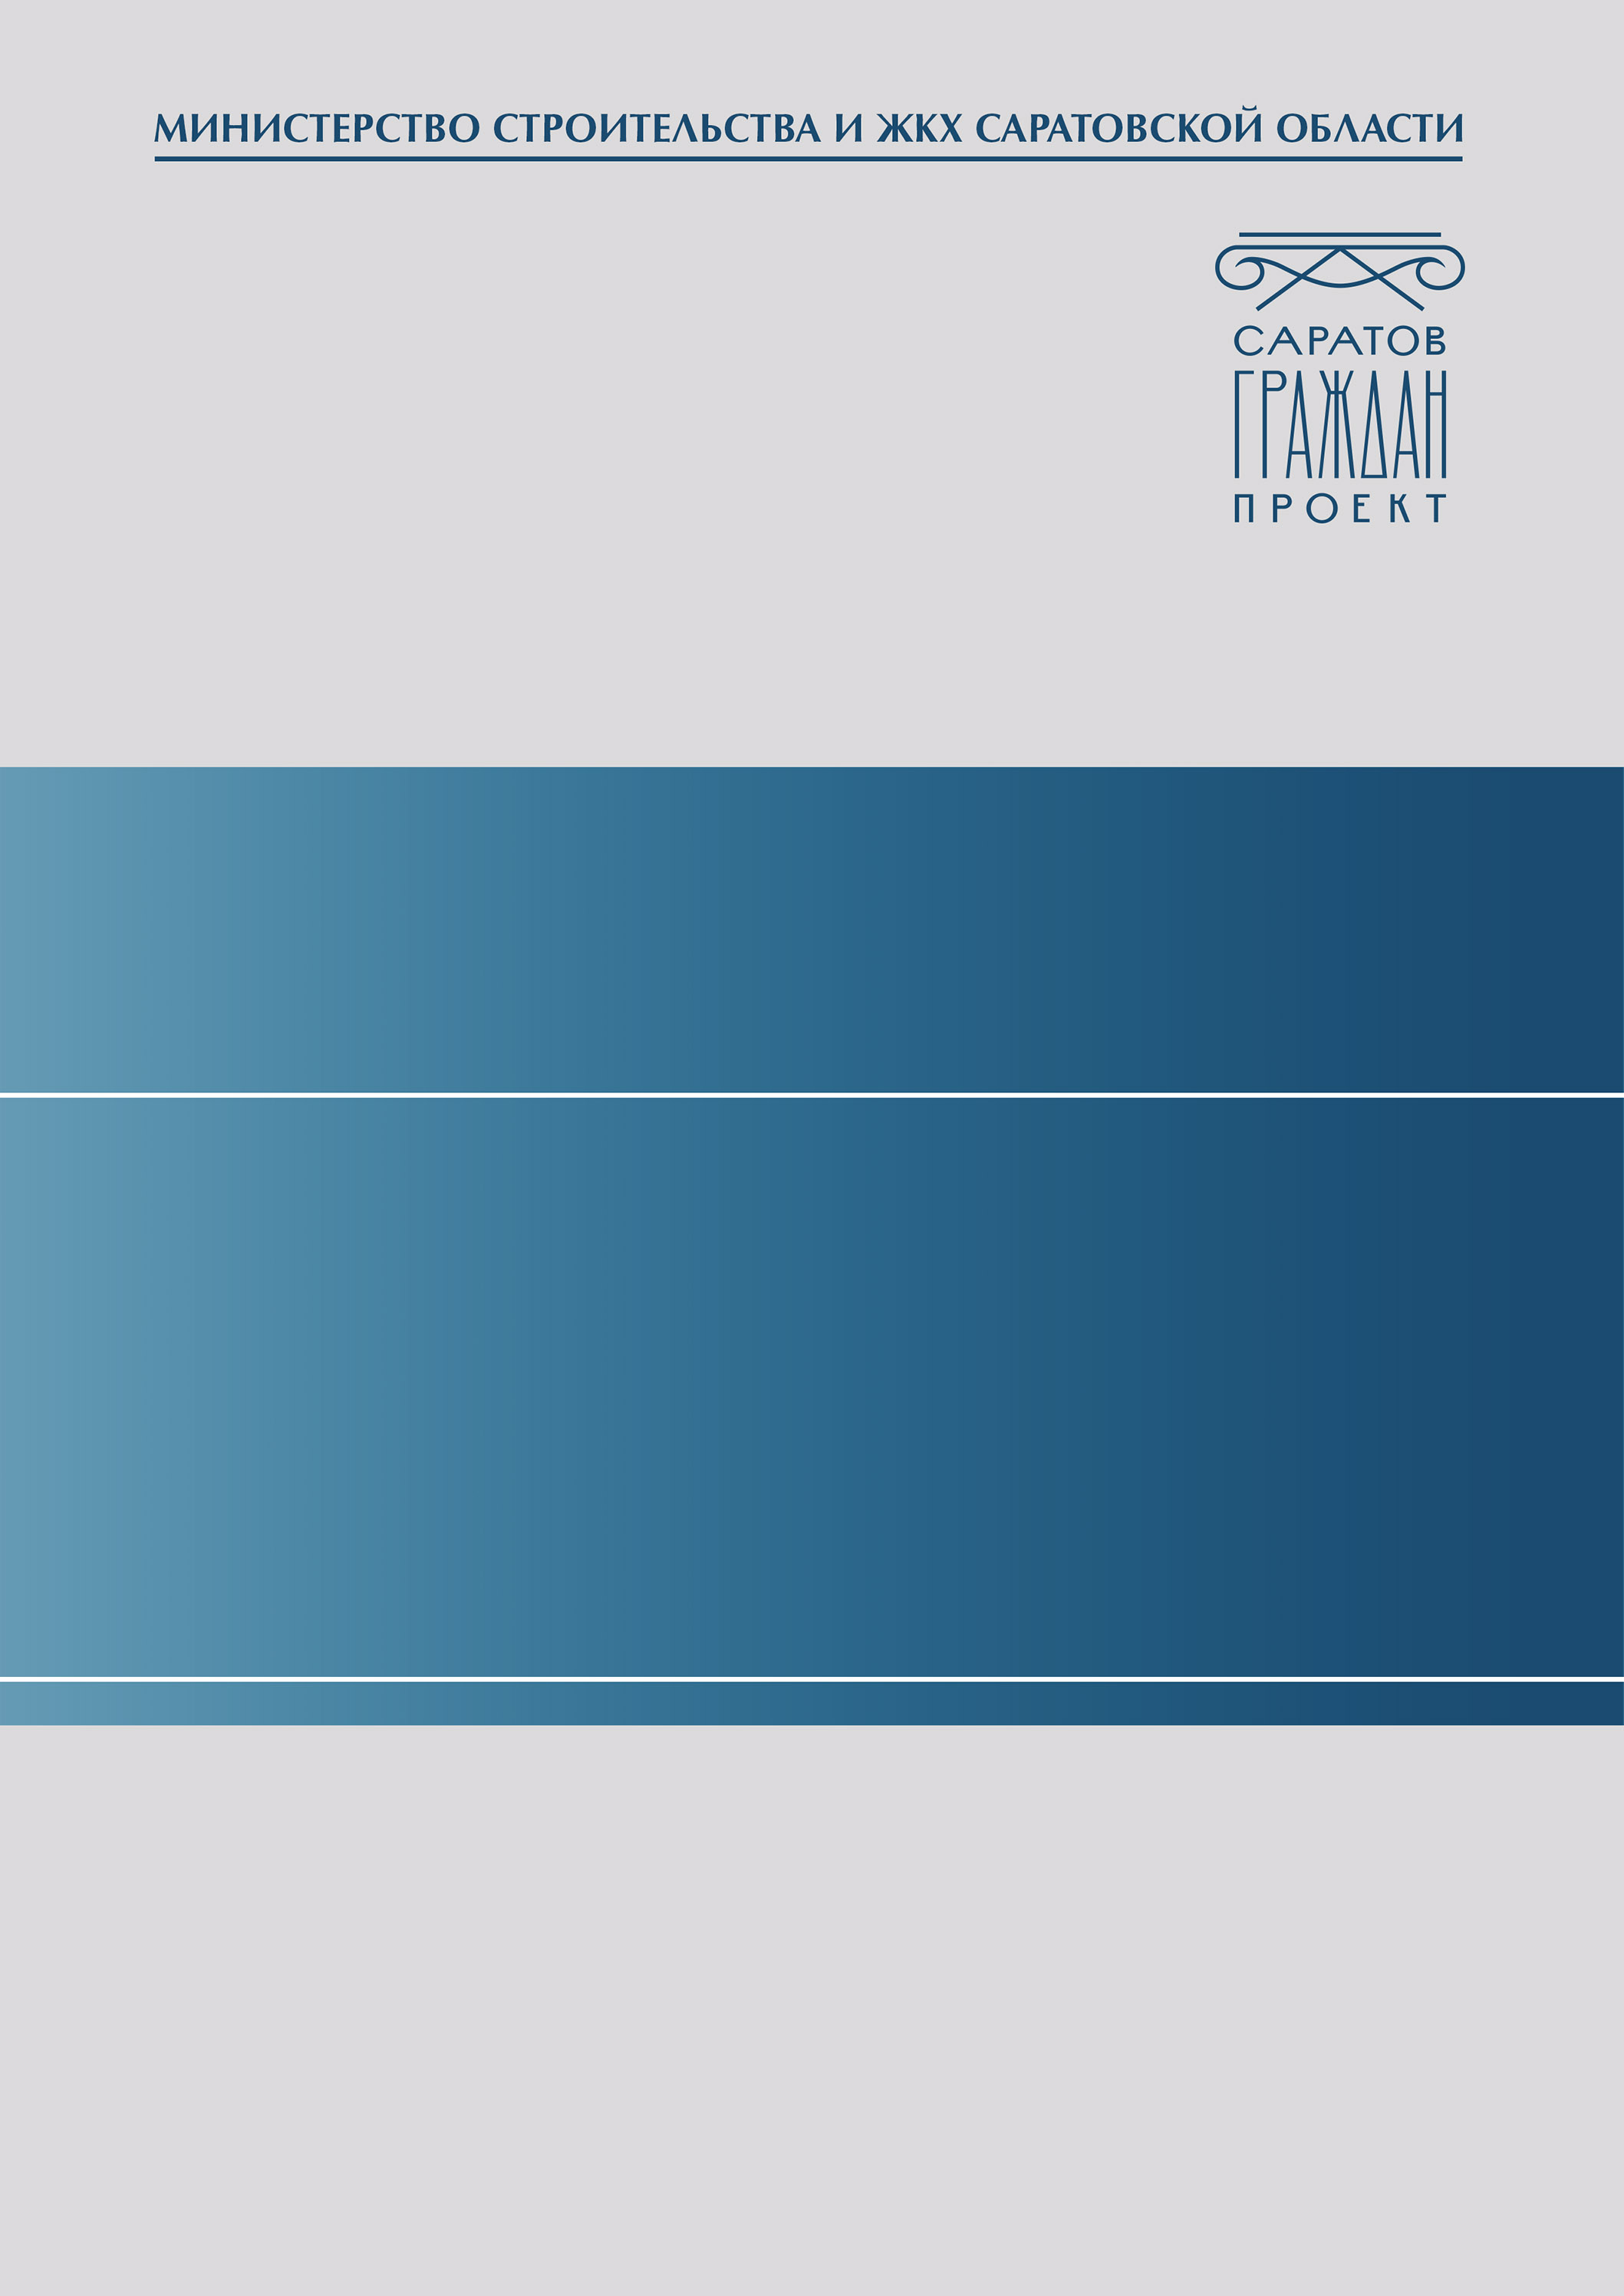 МИНИСТЕРСТВО СТРОИТЕЛЬСТВА И ЖКХ САРАТОВСКОЙ ОБЛАСТИ
САРАТОВ
ГРАЖДАН
ПРОЕКТ